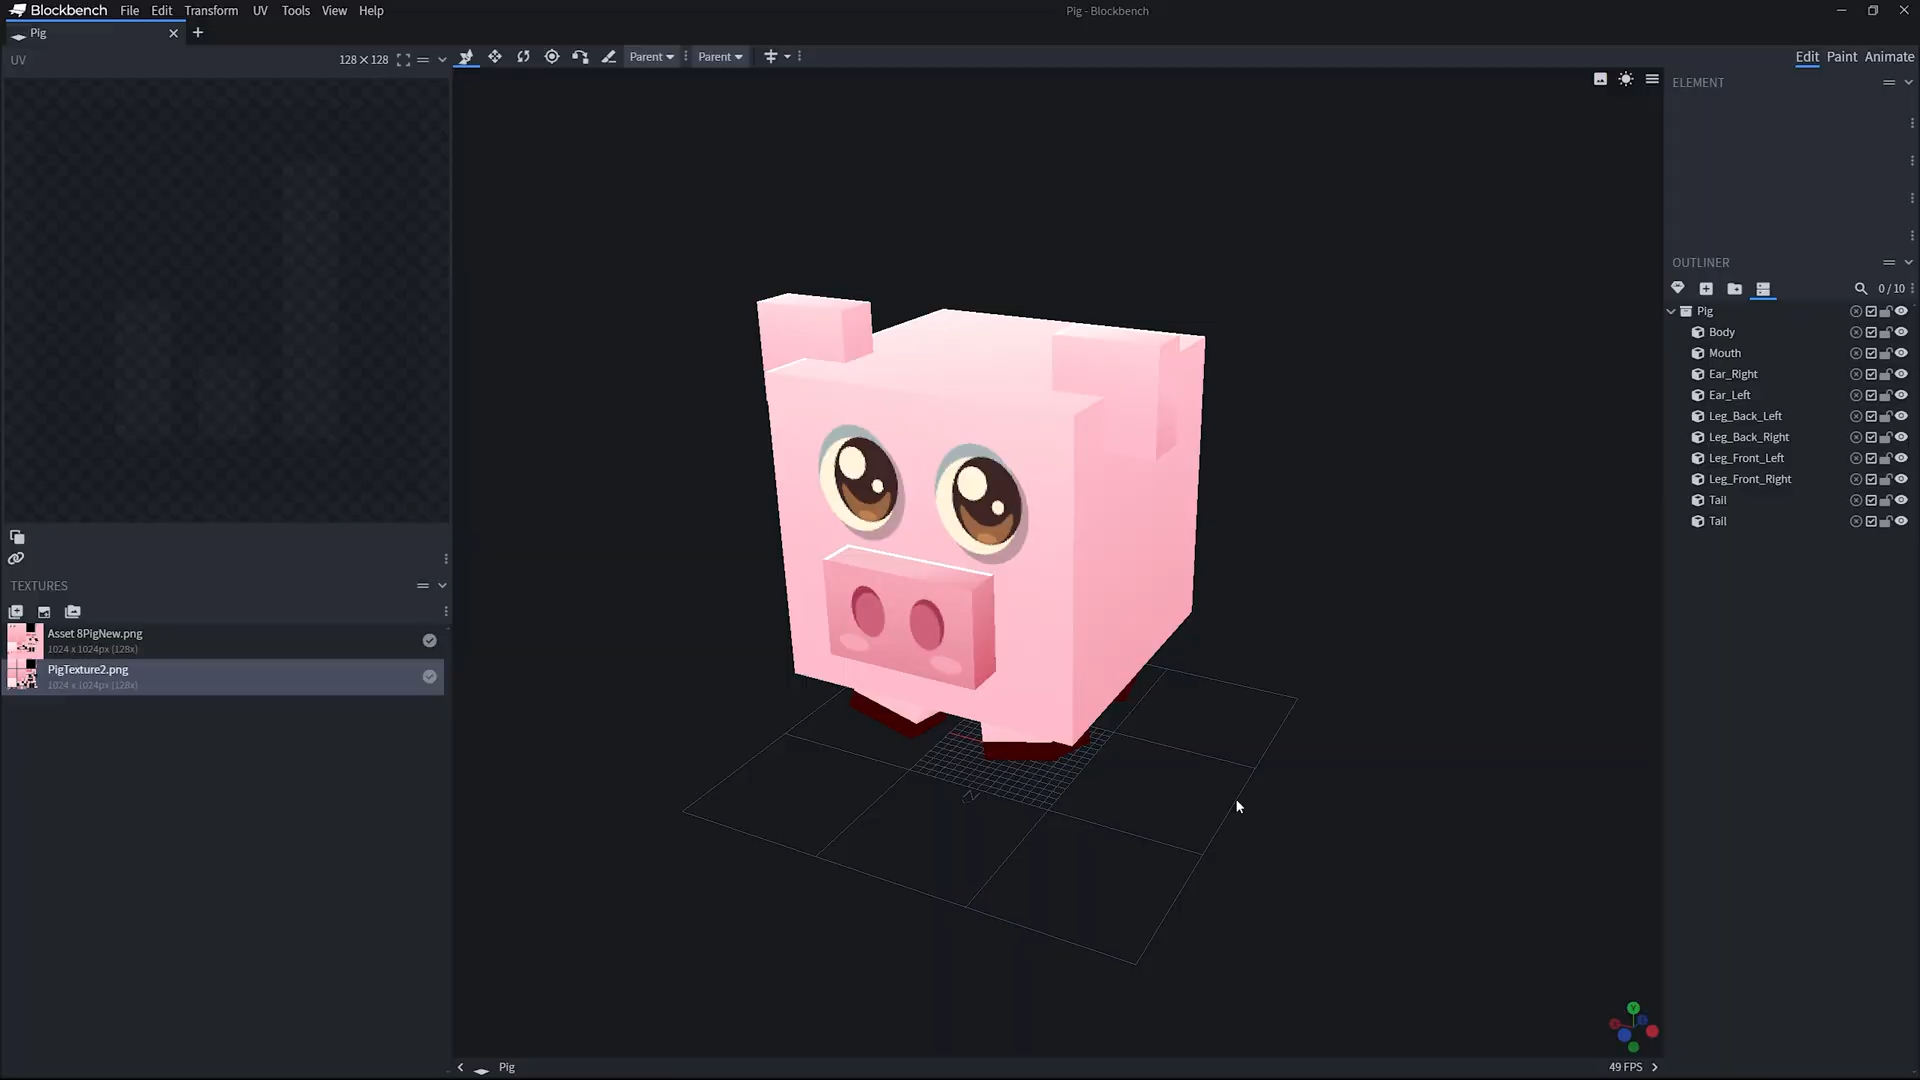 Blockbench File Edit Transform UV Tools View Help
Pig - Blockbench
Pig
UV 128 × 128
Parent Parent
Edit Paint Animate
ELEMENT
OUTLINER
0 / 10
Pig
Body
Mouth
Ear_Right
Ear_Left
Leg_Back_Left
Leg_Back_Right
Leg_Front_Left
Leg_Front_Right
Tail
Tail
TEXTURES
Asset 8PigNew.png
1024 x 1024px (128x)
PigTexture2.png
1024 x 1024px (128x)
Y
Pig
49 FPS